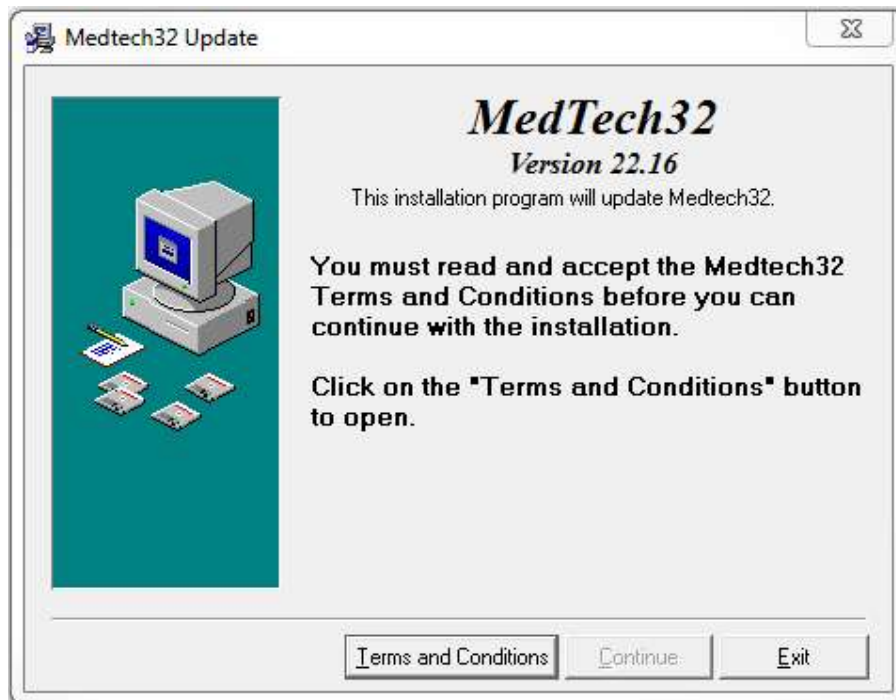 Medtech32 Update
MedTech32
Version 22.16
This installation program will update Medtech32.
You must read and accept the Medtech32
Terms and Conditions before you can
continue with the installation.
Click on the "Terms and Conditions" button
to open.
Terms and Conditions
Continue
Exit